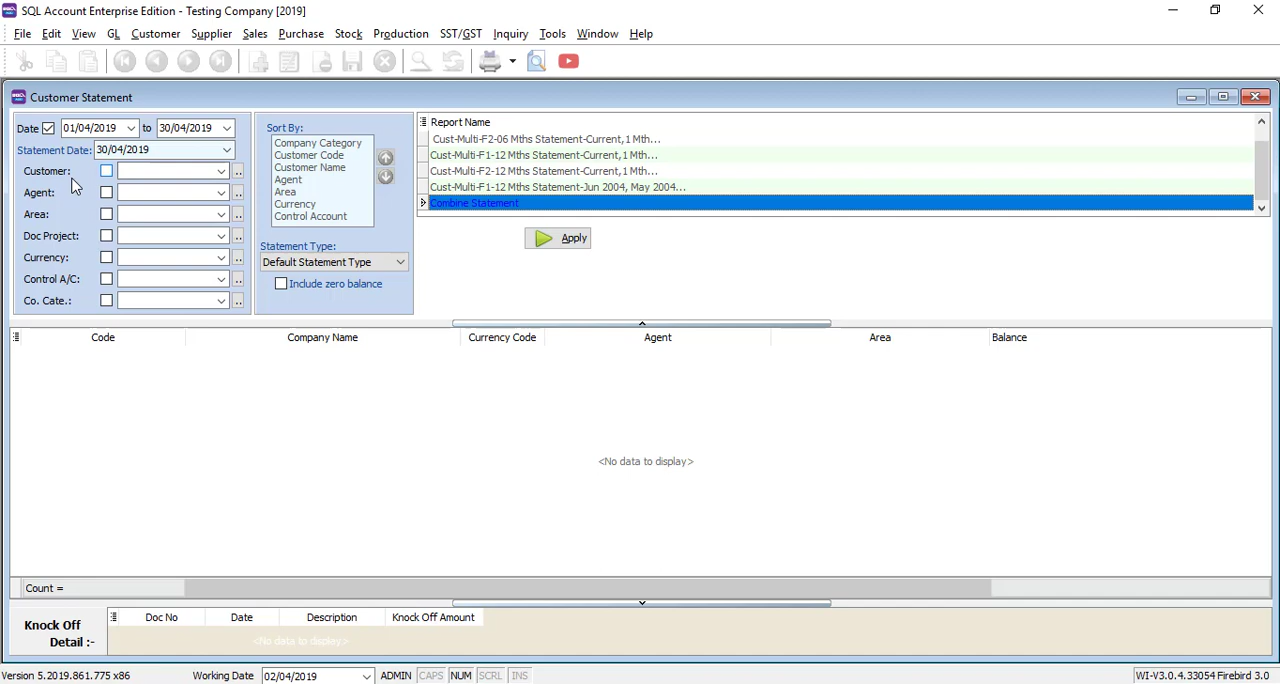 SQL Account Enterprise Edition - Testing Company [2019]
File Edit View GL Customer Supplier Sales Purchase Stock Production SST/GST Inquiry Tools Window Help
Customer Statement
Date 01/04/2019 to 30/04/2019
Statement Date: 30/04/2019
Customer:
Agent:
Area:
Doc Project:
Currency:
Control A/C:
Co. Cate.:
Sort By:
Company Category
Customer Code
Customer Name
Agent
Area
Currency
Control Account
Statement Type:
Default Statement Type
Include zero balance
Report Name
Cust-Multi-F2-06 Mths Statement-Current,1 Mth...
Cust-Multi-F1-12 Mths Statement-Current,1 Mth...
Cust-Multi-F2-12 Mths Statement-Current,1 Mth...
Cust-Multi-F1-12 Mths Statement-Jun 2004, May 2004...
Combine Statement
Apply
Code Company Name Currency Code Agent Area Balance
<No data to display>
Count =
Knock Off
Detail :-
Doc No Date Description Knock Off Amount
<No data to display>
Version 5.2019.861.775 x86 Working Date 02/04/2019 ADMIN CAPS NUM SCRL INS WI-V3.0.4.33054 Firebird 3.0